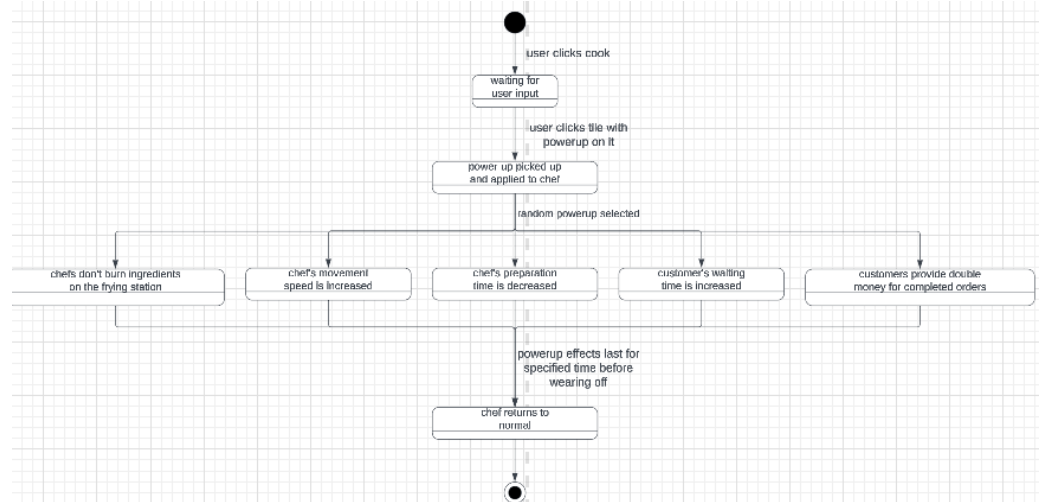 user clicks cook
waiting for
user input
user clicks tile with
powerup on it
power up picked up
and applied to chef
random powerup selected
chefs don't burn ingredients
on the frying station
chef's movement
speed is increased
chef's preparation
time is decreased
customer's waiting
time is increased
customers provide double
money for completed orders
powerup effects last for
specified time before
wearing off
chef returns to
normal